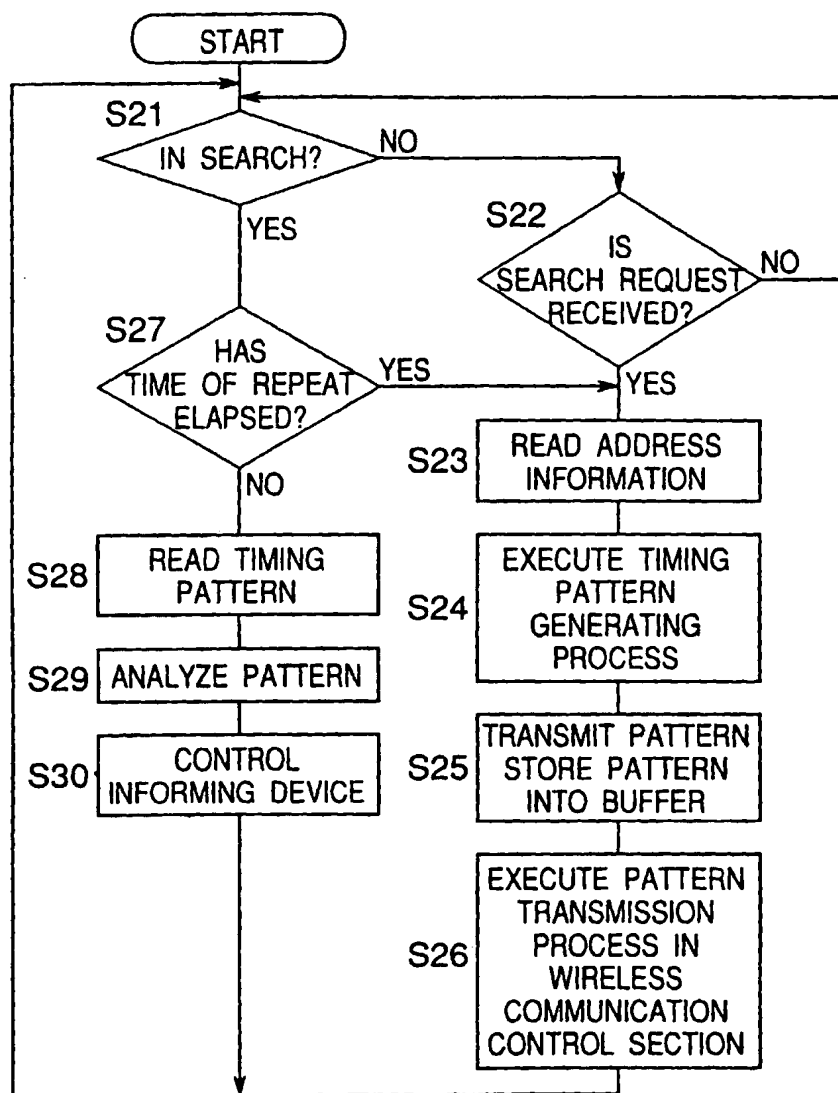 START
S21
IN SEARCH?
NO
YES
S22
IS
SEARCH REQUEST
RECEIVED?
NO
YES
S27
HAS
TIME OF REPEAT
ELAPSED?
YES
NO
S23
READ ADDRESS
INFORMATION
S28
READ TIMING
PATTERN
S24
EXECUTE TIMING
PATTERN
GENERATING
PROCESS
S29
ANALYZE PATTERN
S30
CONTROL
INFORMING DEVICE
S25
TRANSMIT PATTERN
STORE PATTERN
INTO BUFFER
S26
EXECUTE PATTERN
TRANSMISSION
PROCESS IN
WIRELESS
COMMUNICATION
CONTROL SECTION